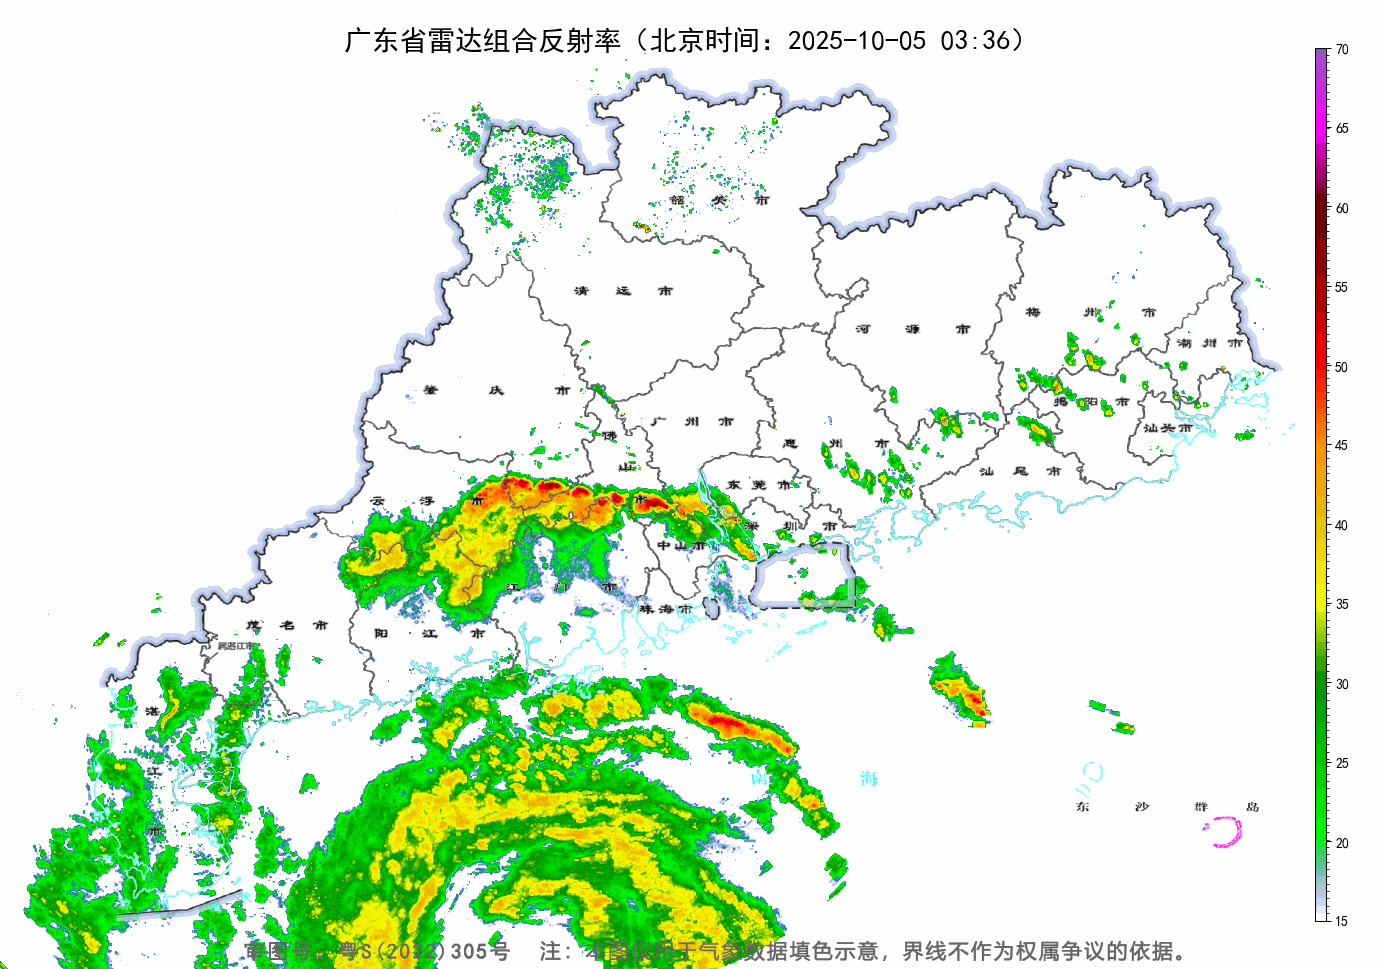 广东省雷达组合反射率（北京时间：2025-10-05 03:36）
70
65
60
55
50
45
40
35
30
25
20
15
韶关市
清远市
河源市
梅州市
潮州市
肇庆市
广州市
揭阳市
汕头市
佛山市
惠州市
汕尾市
云浮市
东莞市
深圳市
中山市
江门市
珠海市
茂名市
阳江市
属湛江市
湛江市
南海
东沙群岛
审图号：粤S(2022)305号 注：本图仅用于气象数据填色示意，界线不作为权属争议的依据。